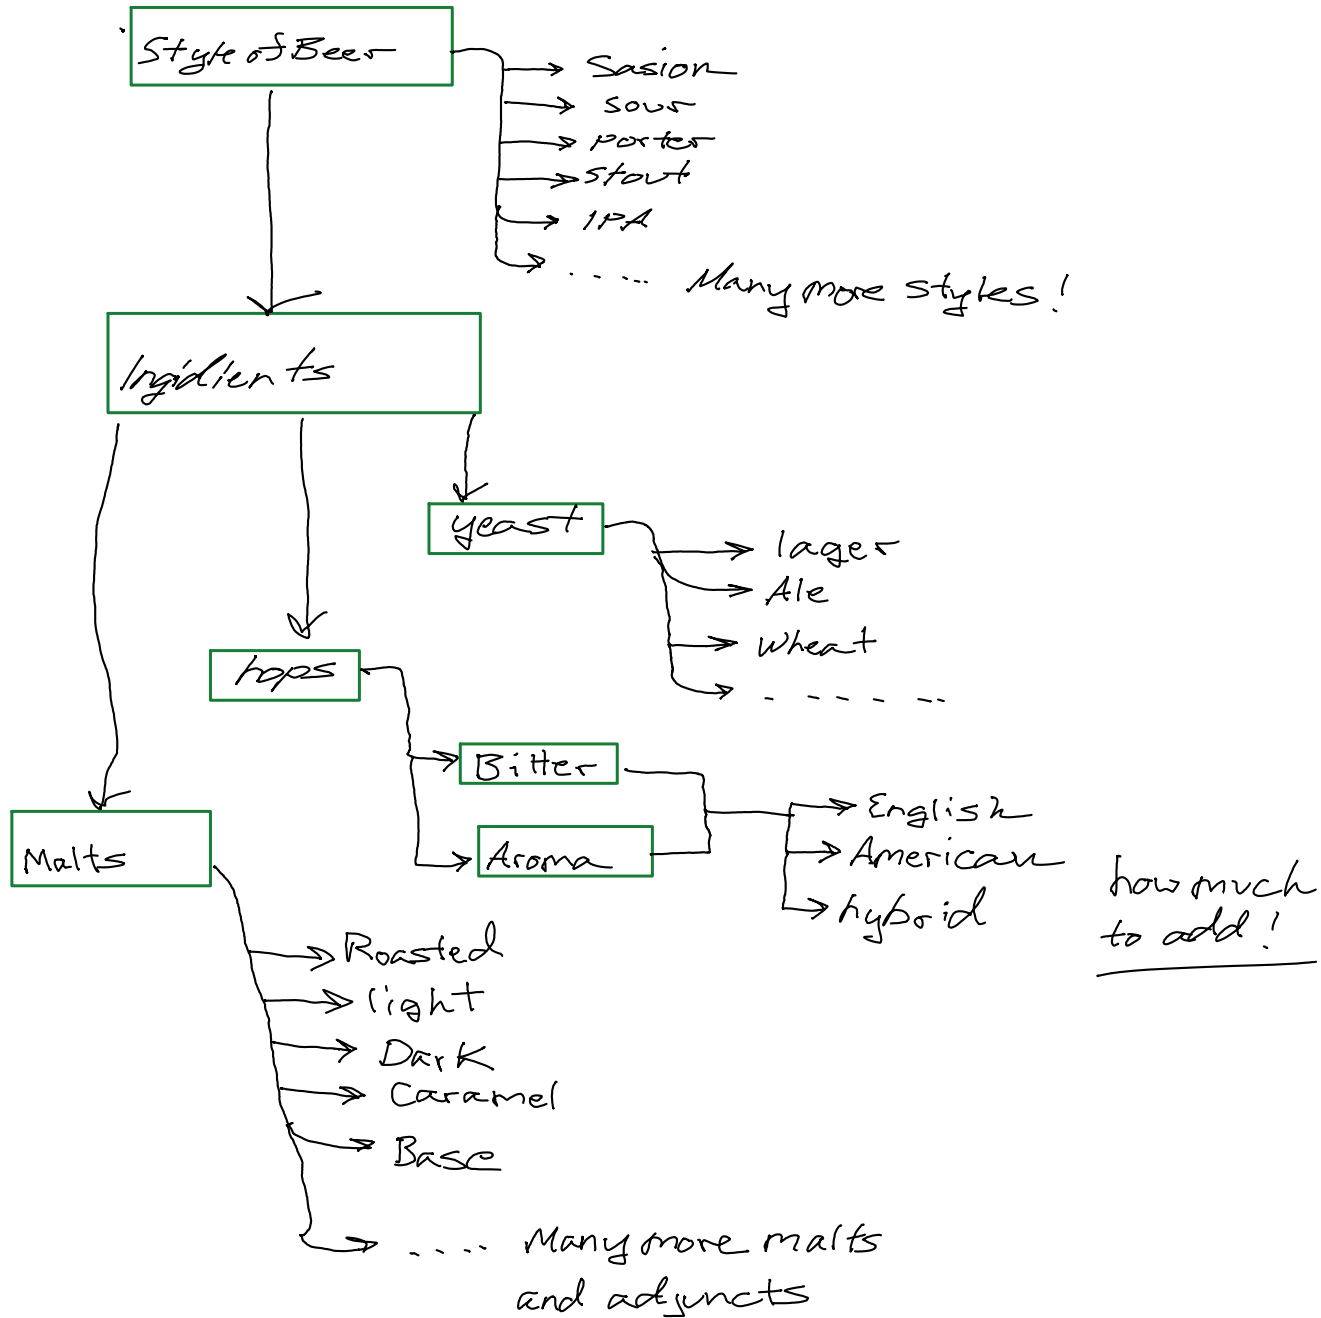 Style of Beer
Sasion
sour
porter
stout
IPA
..... Many more styles!
Ingidients
yeast
lager
Ale
Wheat
- - - - --
hops
Bitter
Aroma
English
American
hybrid
how much
to add!
Malts
Roasted
light
Dark
Caramel
Base
.... Many more malts
and adjuncts